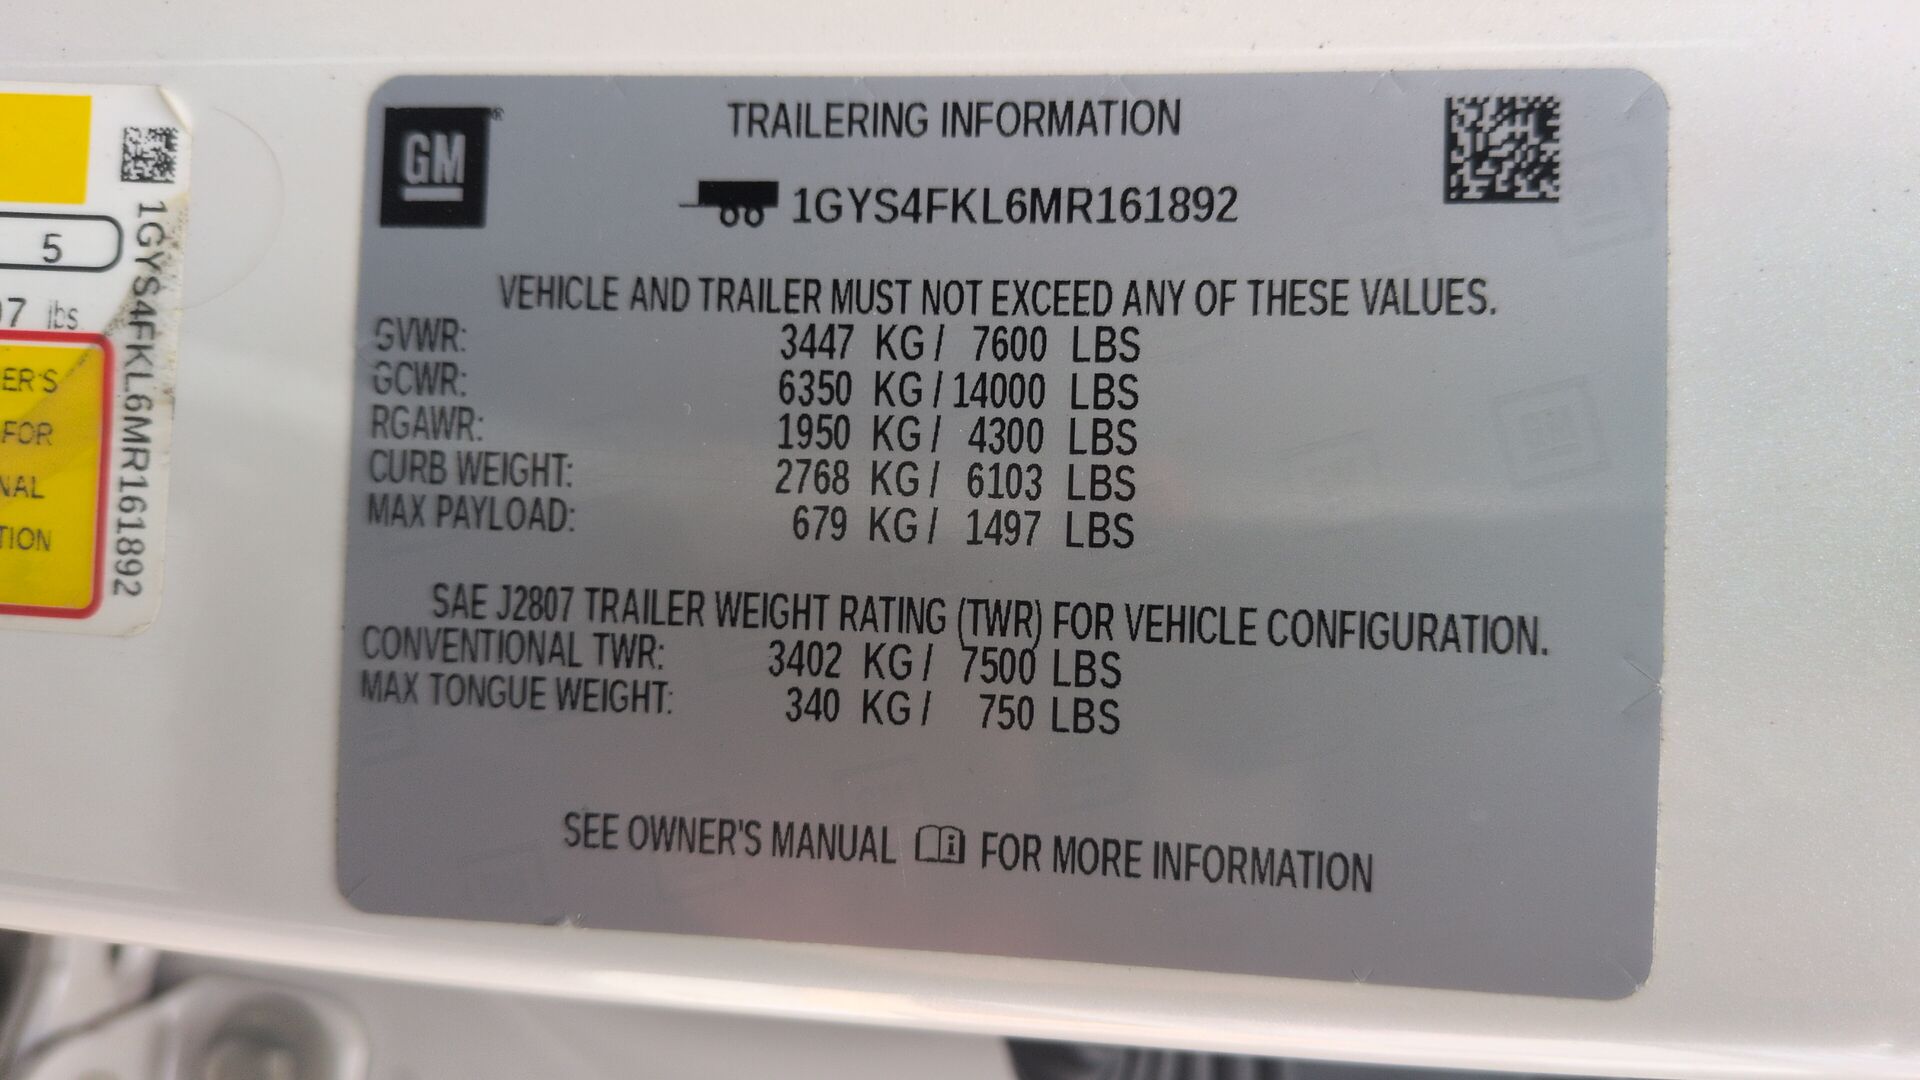 GM
TRAILERING INFORMATION
1GYS4FKL6MR161892
VEHICLE AND TRAILER MUST NOT EXCEED ANY OF THESE VALUES.
GVWR: 3447 KG / 7600 LBS
GCWR: 6350 KG / 14000 LBS
RGAWR: 1950 KG / 4300 LBS
CURB WEIGHT: 2768 KG / 6103 LBS
MAX PAYLOAD: 679 KG / 1497 LBS
SAE J2807 TRAILER WEIGHT RATING (TWR) FOR VEHICLE CONFIGURATION.
CONVENTIONAL TWR: 3402 KG / 7500 LBS
MAX TONGUE WEIGHT: 340 KG / 750 LBS
SEE OWNER'S MANUAL FOR MORE INFORMATION
5
lbs
FOR
1GYS4FKL6MR161892